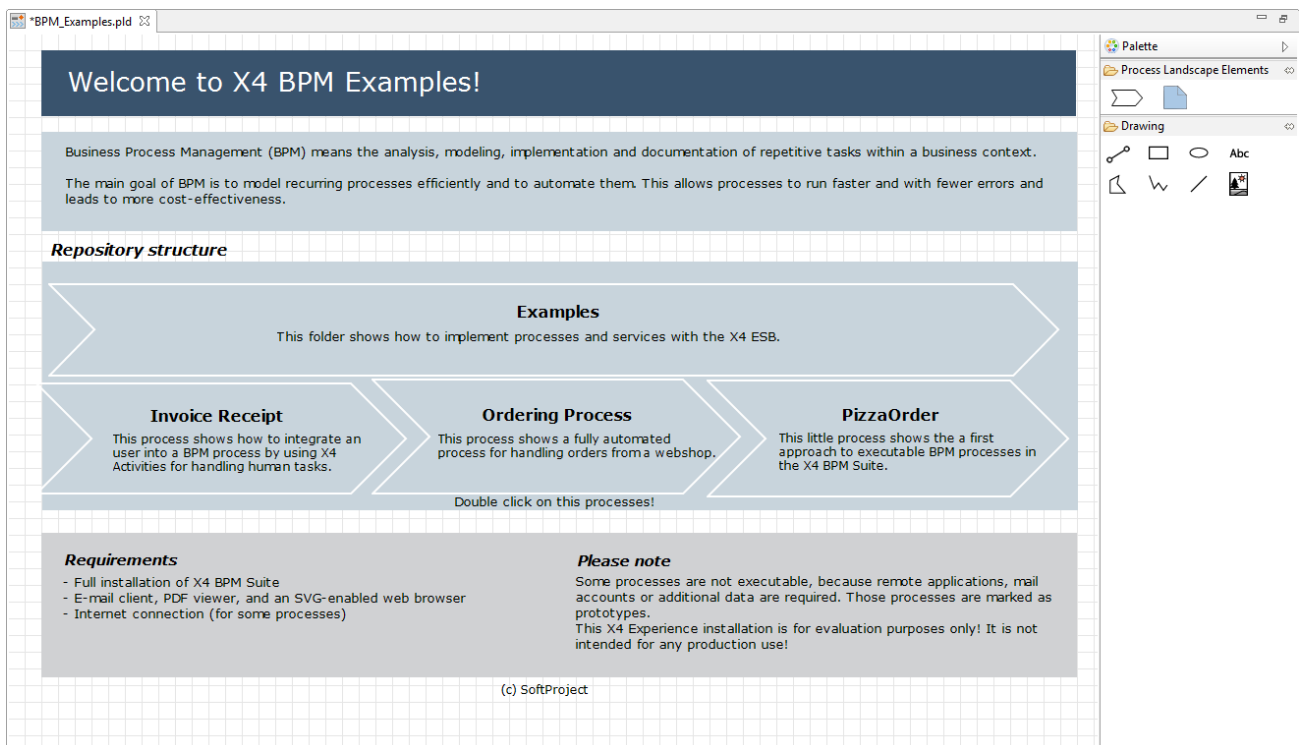 *BPM_Examples.pld
Welcome to X4 BPM Examples!
Business Process Management (BPM) means the analysis, modeling, implementation and documentation of repetitive tasks within a business context.
The main goal of BPM is to model recurring processes efficiently and to automate them. This allows processes to run faster and with fewer errors and
leads to more cost-effectiveness.
Repository structure
Examples
This folder shows how to implement processes and services with the X4 ESB.
Invoice Receipt
This process shows how to integrate an
user into a BPM process by using X4
Activities for handling human tasks.
Ordering Process
This process shows a fully automated
process for handling orders from a webshop.
PizzaOrder
This little process shows the a first
approach to executable BPM processes in
the X4 BPM Suite.
Double click on this processes!
Requirements
- Full installation of X4 BPM Suite
- E-mail client, PDF viewer, and an SVG-enabled web browser
- Internet connection (for some processes)
Please note
Some processes are not executable, because remote applications, mail
accounts or additional data are required. Those processes are marked as
prototypes.
This X4 Experience installation is for evaluation purposes only! It is not
intended for any production use!
(c) SoftProject
Palette
Process Landscape Elements
Drawing
Abc